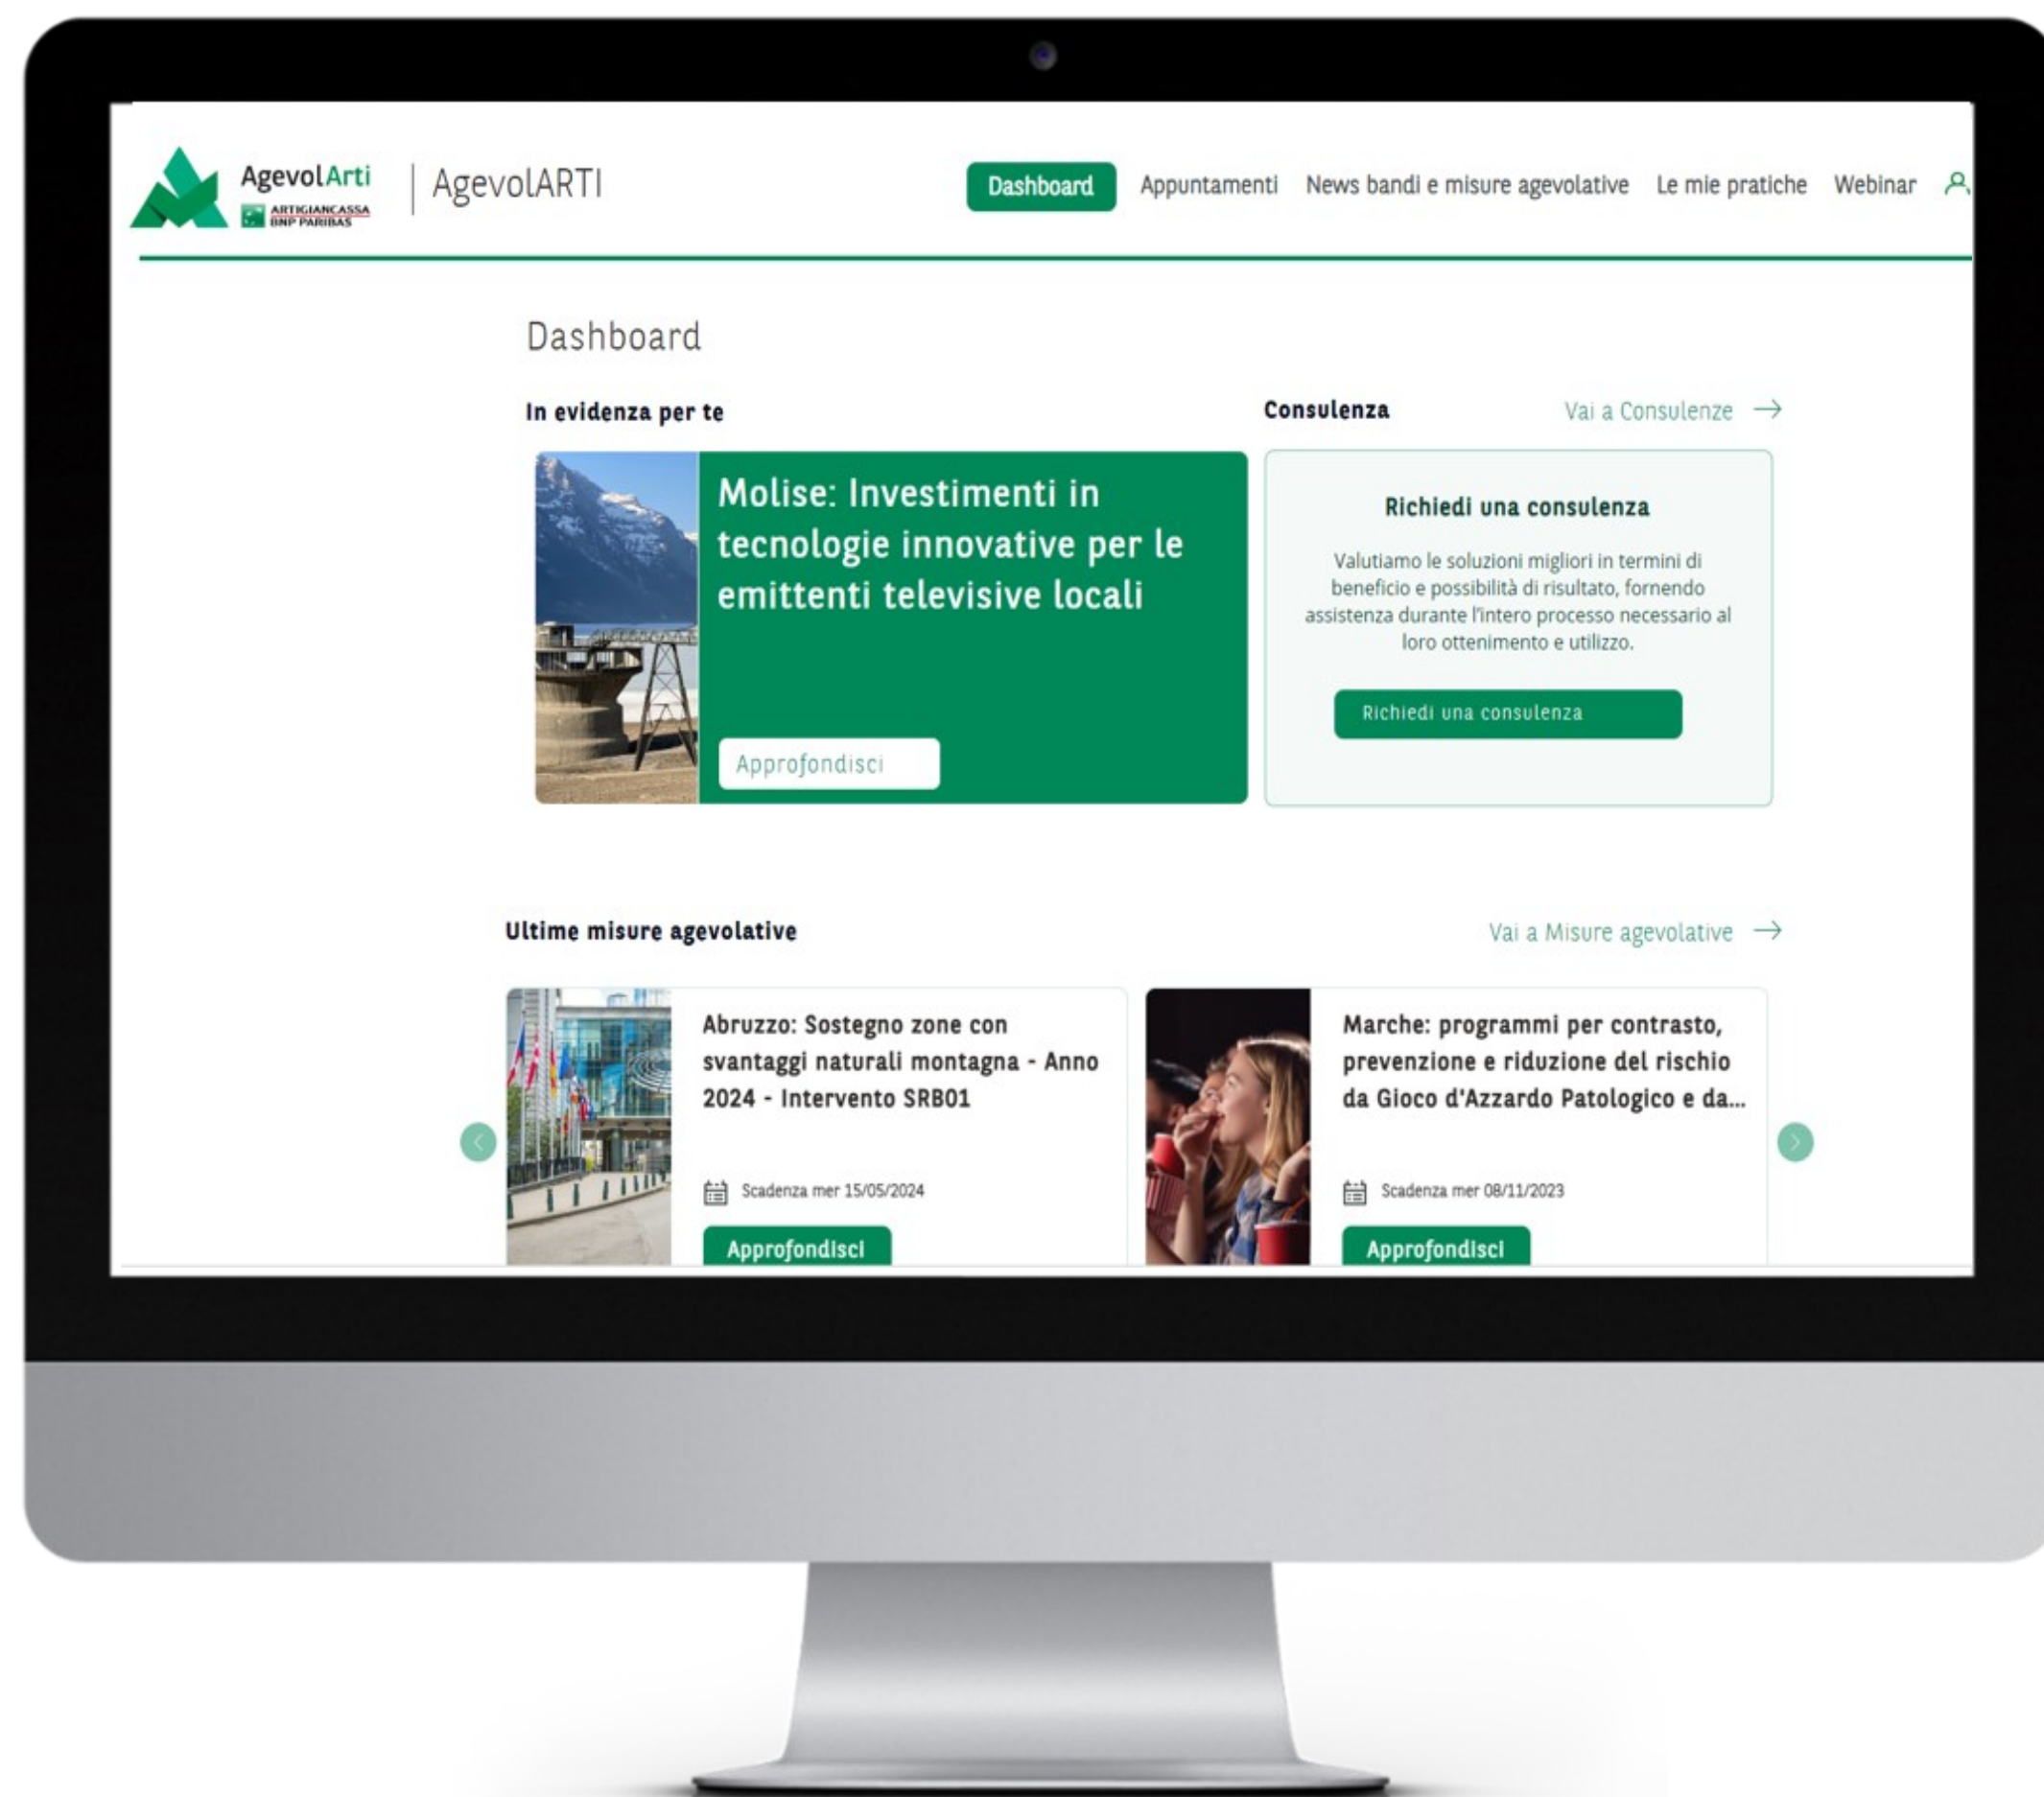 AgevolArti
ARTIGIANCASSA
BNP PARIBAS
AgevolARTI
Dashboard
Appuntamenti
News bandi e misure agevolative
Le mie pratiche
Webinar
Dashboard
In evidenza per te
Molise: Investimenti in
tecnologie innovative per le
emittenti televisive locali
Approfondisci
Consulenza
Vai a Consulenze
Richiedi una consulenza
Valutiamo le soluzioni migliori in termini di
beneficio e possibilità di risultato, fornendo
assistenza durante l'intero processo necessario al
loro ottenimento e utilizzo.
Richiedi una consulenza
Ultime misure agevolative
Vai a Misure agevolative
Abruzzo: Sostegno zone con
svantaggi naturali montagna - Anno
2024 - Intervento SRB01
Scadenza mer 15/05/2024
Approfondisci
Marche: programmi per contrasto,
prevenzione e riduzione del rischio
da Gioco d'Azzardo Patologico e da...
Scadenza mer 08/11/2023
Approfondisci